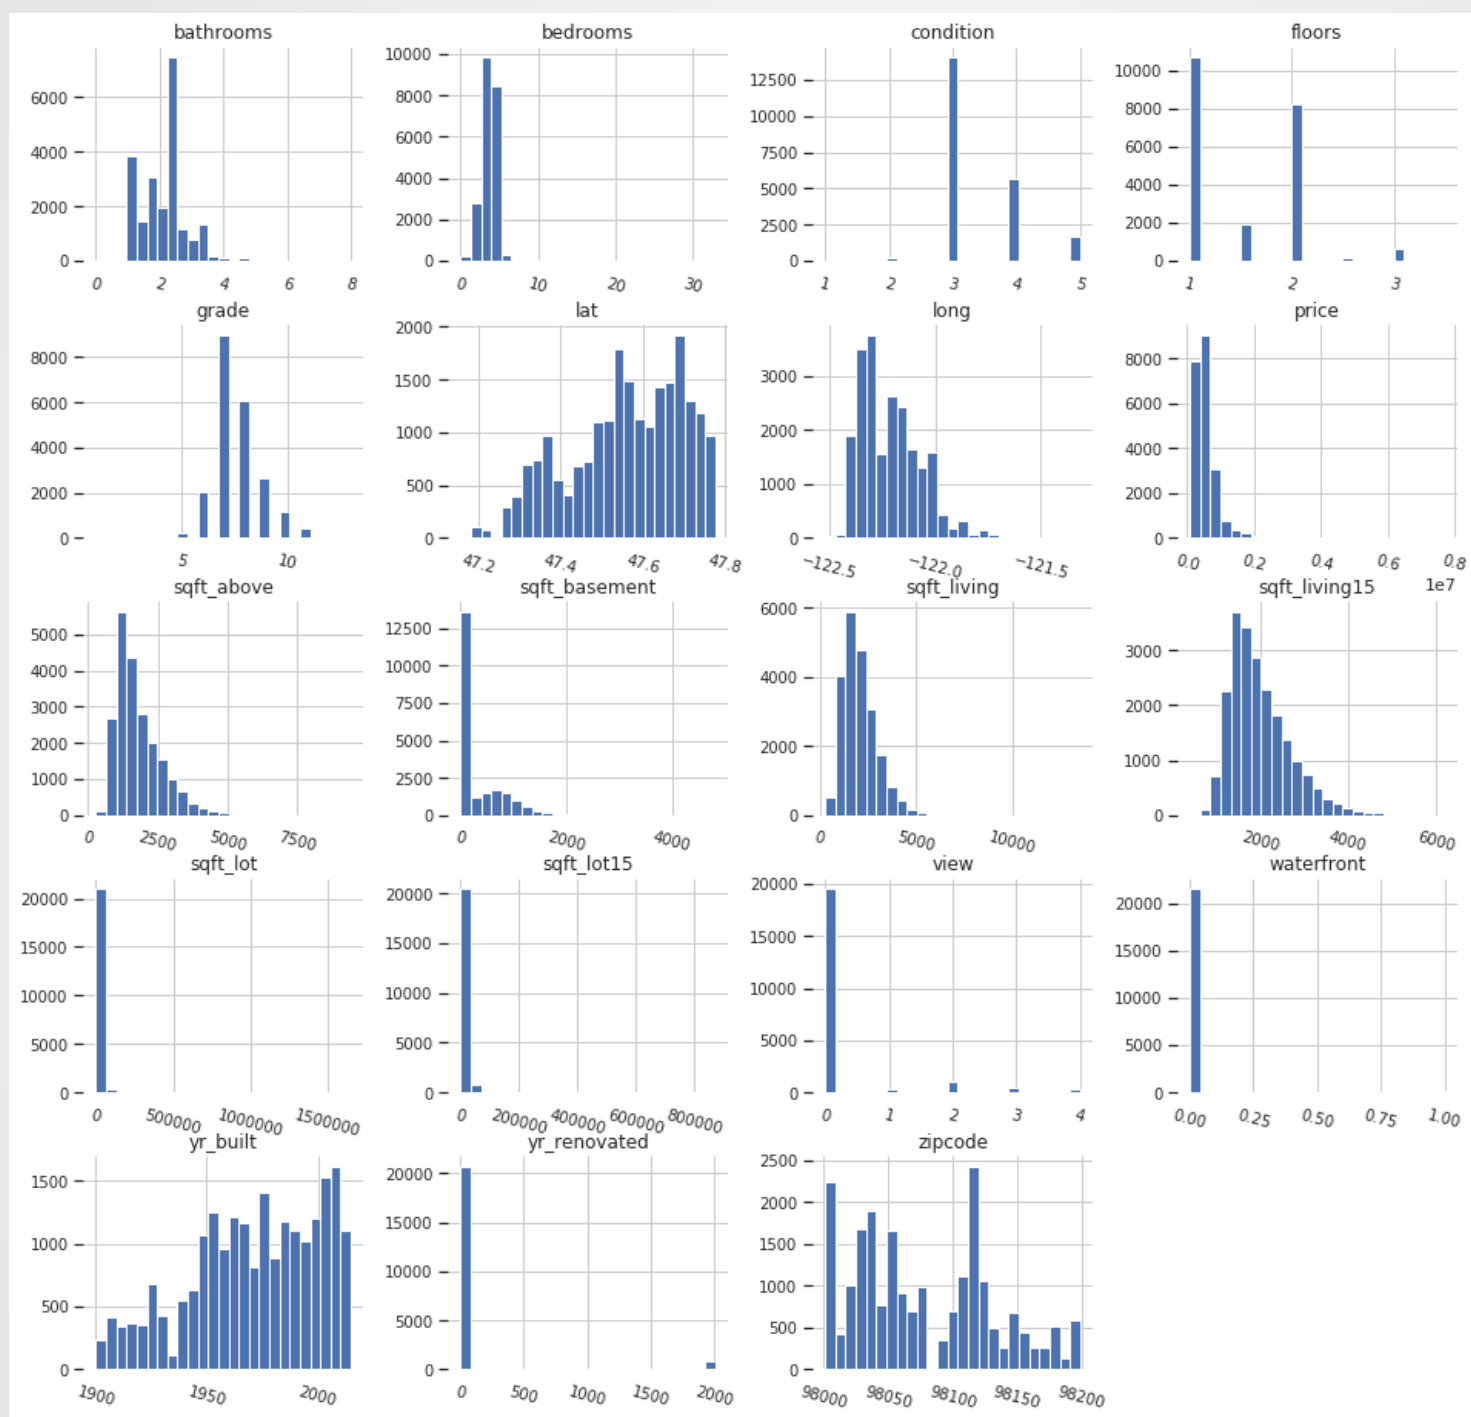 bathrooms
6000
4000
2000
0
0 2 4 6 8
bedrooms
10000
8000
6000
4000
2000
0
0 10 20 30
condition
12500
10000
7500
5000
2500
0
1 2 3 4 5
floors
10000
8000
6000
4000
2000
0
1 2 3
grade
8000
6000
4000
2000
0
5 10
lat
2000
1500
1000
500
0
47.2 47.4 47.6 47.8
long
3000
2000
1000
0
−122.5 −122.0 −121.5
price
8000
6000
4000
2000
0
0.0 0.2 0.4 0.6 0.8
1e7
sqft_above
5000
4000
3000
2000
1000
0
0 2500 5000 7500
sqft_basement
12500
10000
7500
5000
2500
0
0 2000 4000
sqft_living
6000
4000
2000
0
0 5000 10000
sqft_living15
3000
2000
1000
0
2000 4000 6000
sqft_lot
20000
15000
10000
5000
0
0 500000 1000000 1500000
sqft_lot15
20000
15000
10000
5000
0
0 200000 400000 600000 800000
view
20000
15000
10000
5000
0
0 1 2 3 4
waterfront
20000
15000
10000
5000
0
0.00 0.25 0.50 0.75 1.00
yr_built
1500
1000
500
0
1900 1950 2000
yr_renovated
20000
15000
10000
5000
0
0 500 1000 1500 2000
zipcode
2500
2000
1500
1000
500
0
98000 98050 98100 98150 98200